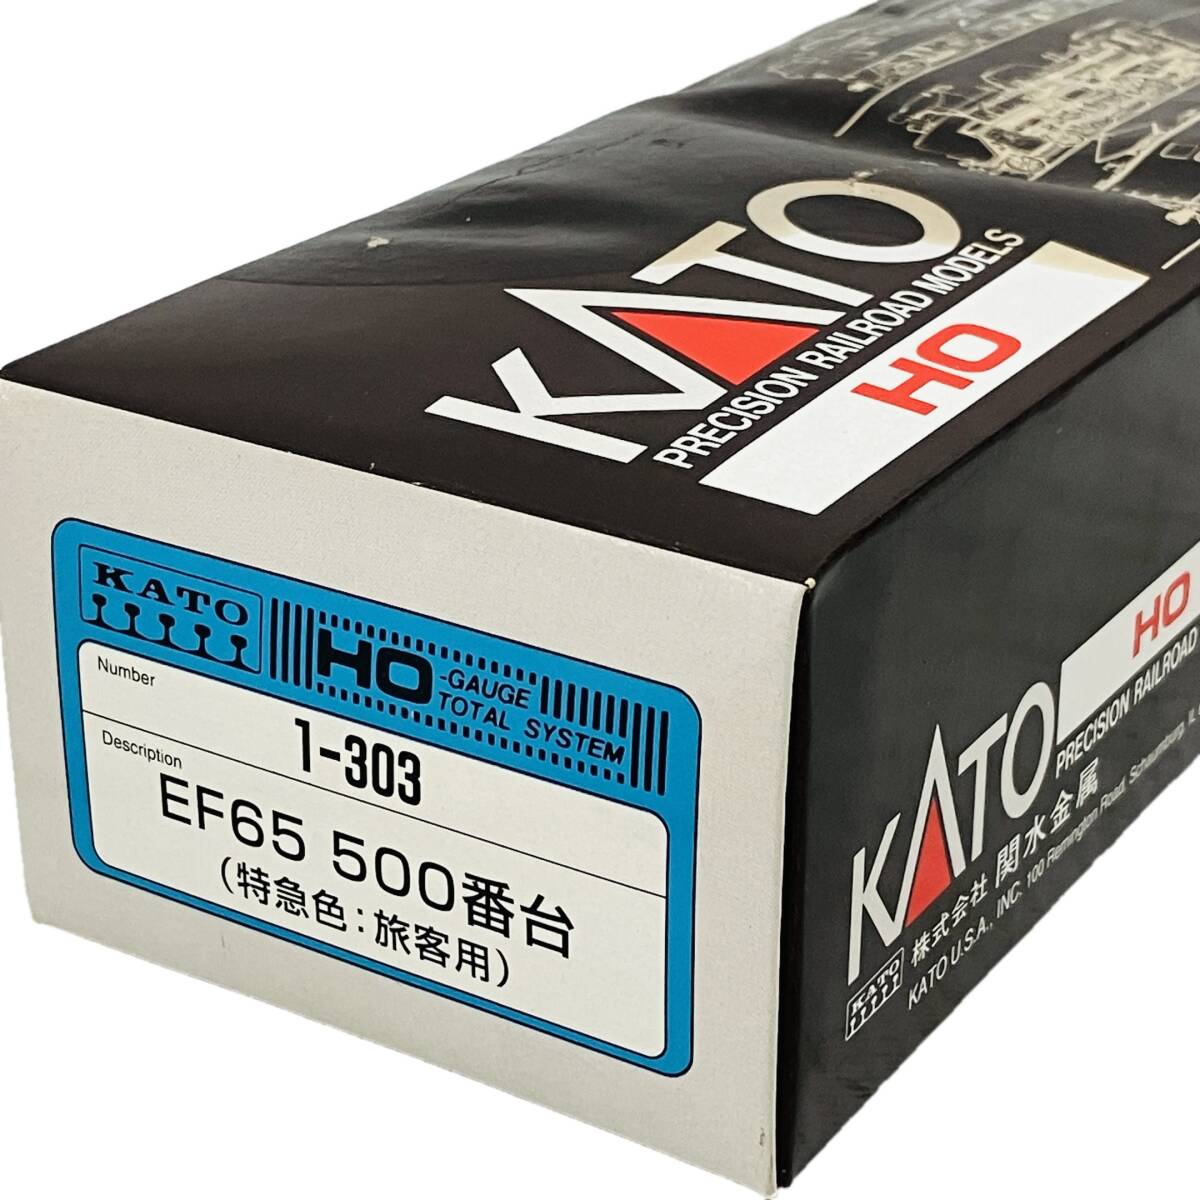 KATO
PRECISION RAILROAD MODELS
HO
KATO
HO
-GAUGE
TOTAL SYSTEM
Number
1-303
Description
EF65 500番台
(特急色:旅客用)
KATO
HO
PRECISION RAILROAD
KATO
株式会社 関水金属
KATO U.S.A., INC. 100 Remington Road, Schaumburg, IL